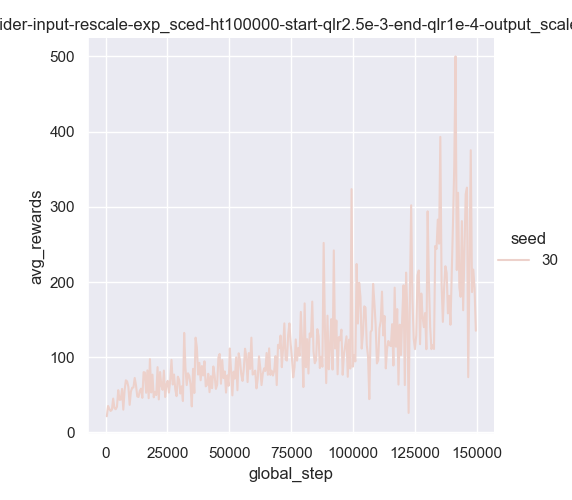 ider-input-rescale-exp_sced-ht100000-start-qlr2.5e-3-end-qlr1e-4-output_scale
500
400
300
200
100
0
avg_rewards
0 25000 50000 75000 100000 125000 150000
global_step
seed
30